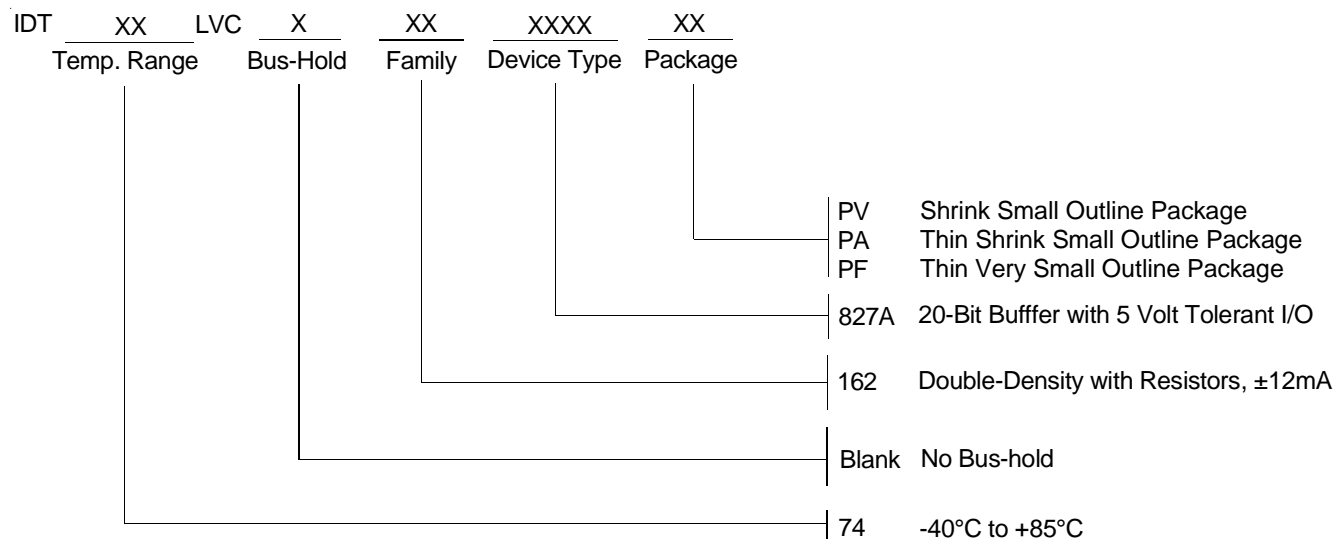 IDT XX LVC X XX XXXX XX
Temp. Range Bus-Hold Family Device Type Package
PV Shrink Small Outline Package
PA Thin Shrink Small Outline Package
PF Thin Very Small Outline Package
827A 20-Bit Bufffer with 5 Volt Tolerant I/O
162 Double-Density with Resistors, ±12mA
Blank No Bus-hold
74 -40°C to +85°C